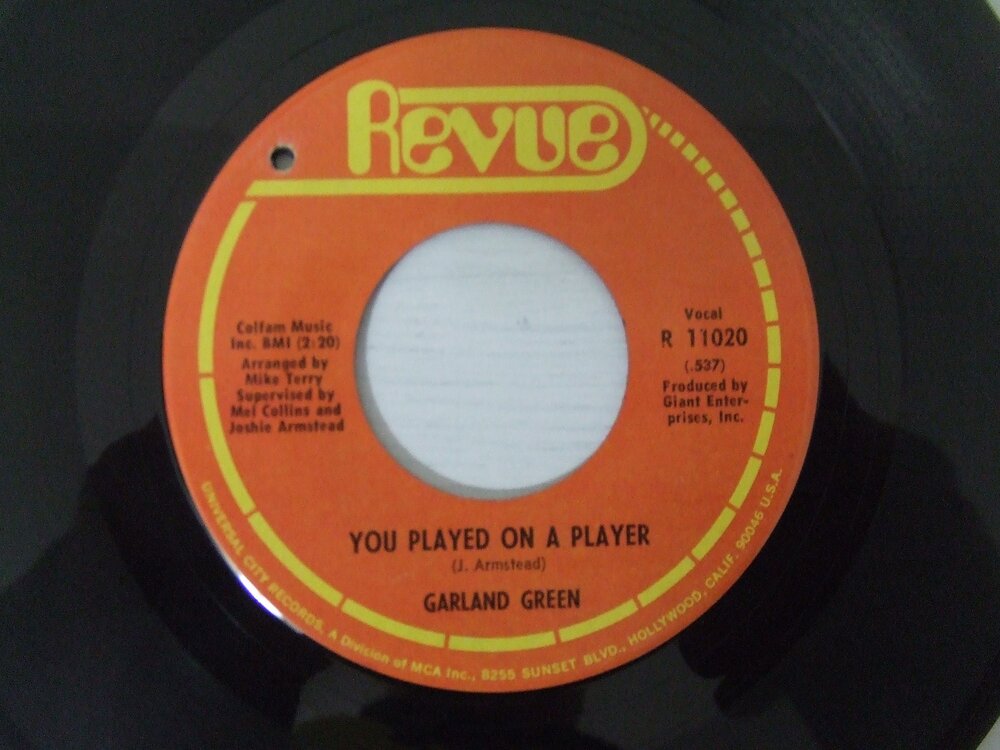 Revue
Colfam Music
Inc. BMI (2:20)
Arranged by
Mike Terry
Supervised by
Mel Collins and
Joshie Armstead
Vocal
R 11020
(.537)
Produced by
Giant Enter-
prises, Inc.
YOU PLAYED ON A PLAYER
(J. Armstead)
GARLAND GREEN
UNIVERSAL CITY RECORDS, A Division of MCA Inc., 8255 SUNSET BLVD., HOLLYWOOD, CALIF. 90046 U.S.A.